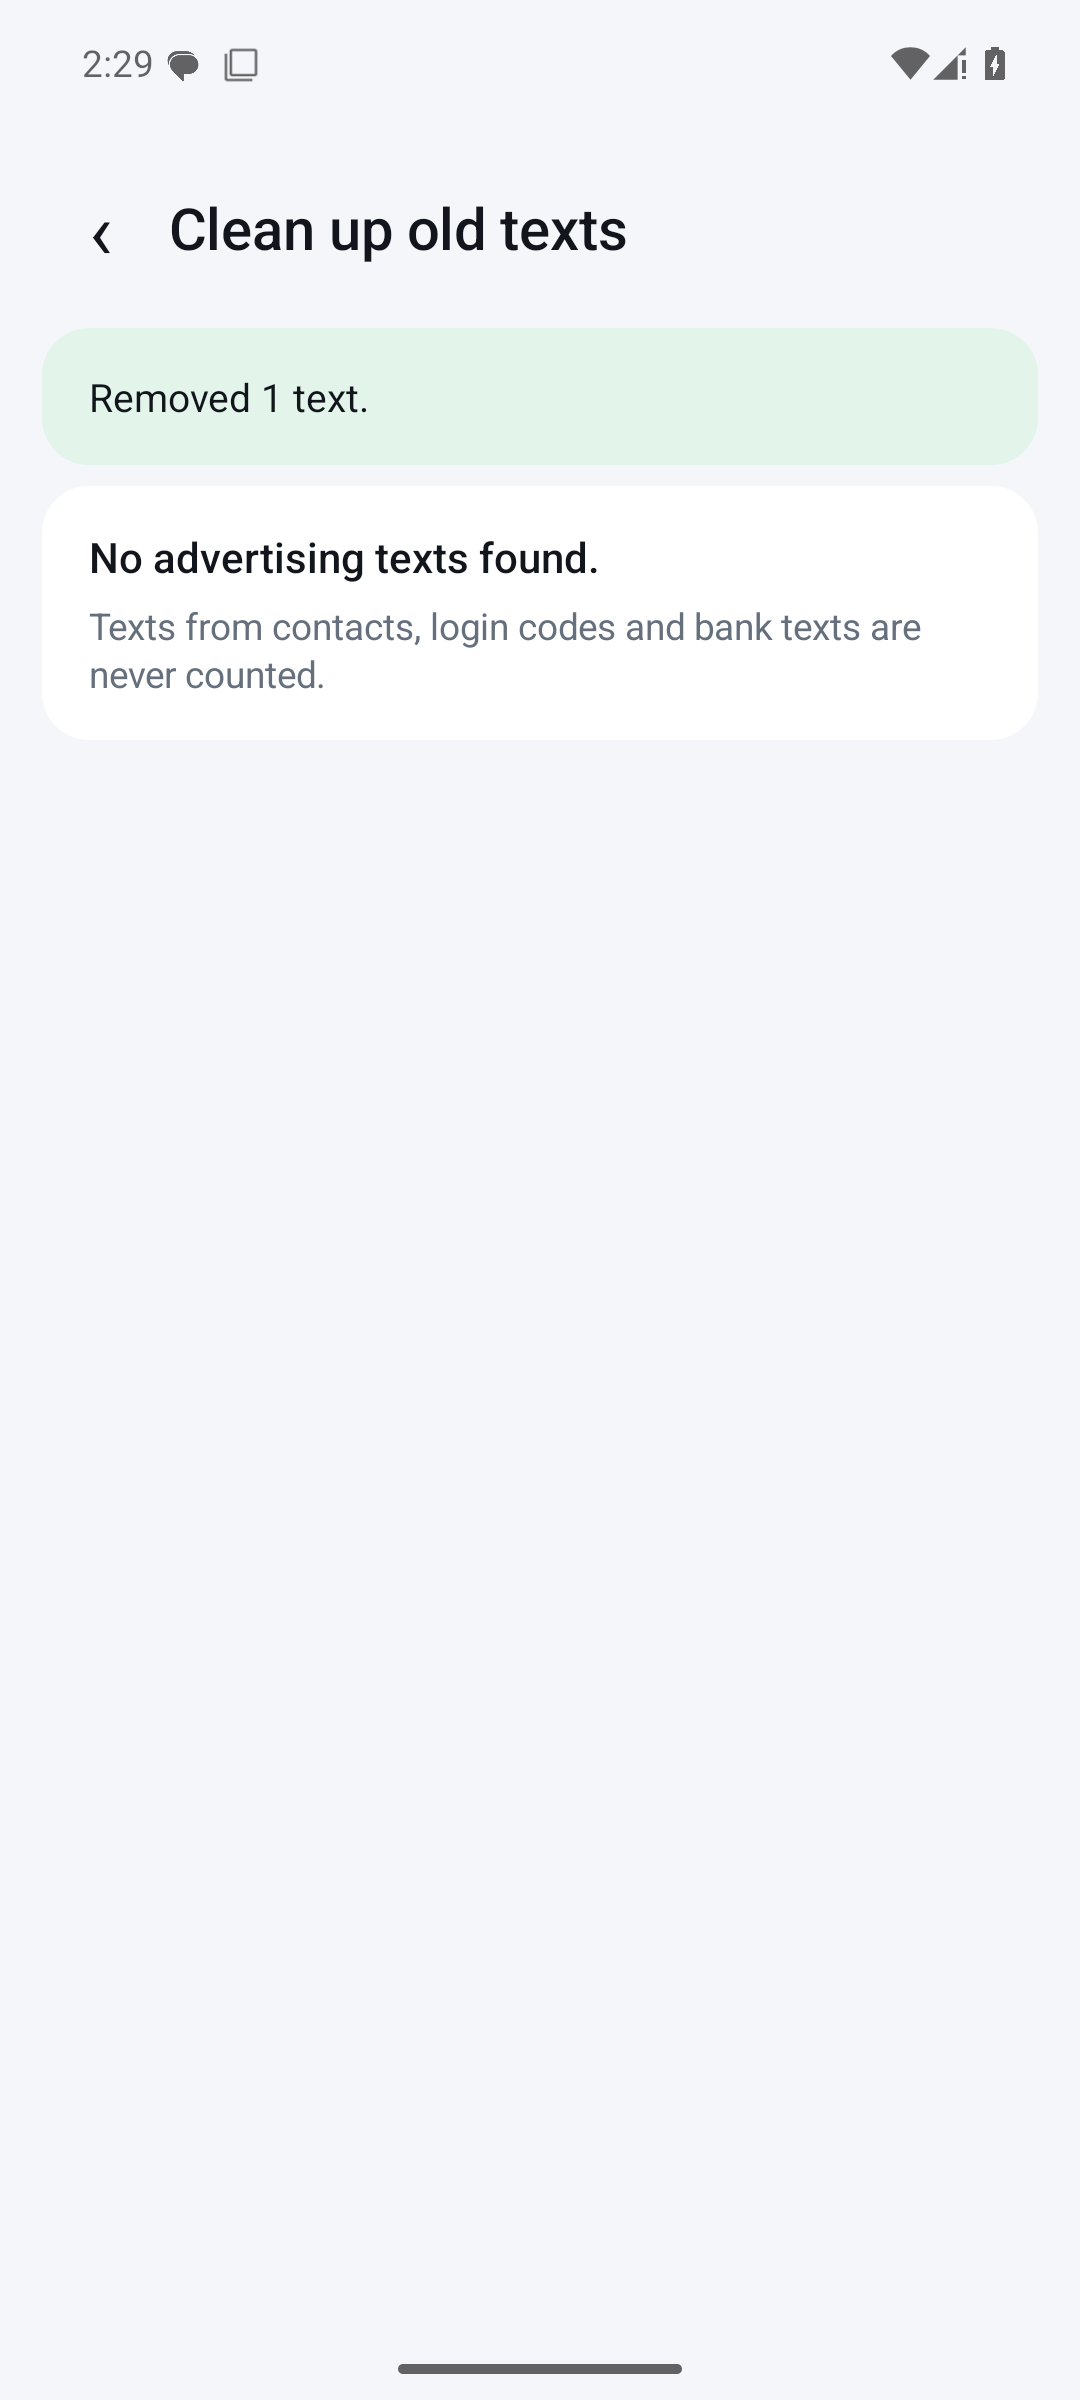 2:29
‹ Clean up old texts
Removed 1 text.
No advertising texts found.
Texts from contacts, login codes and bank texts are
never counted.